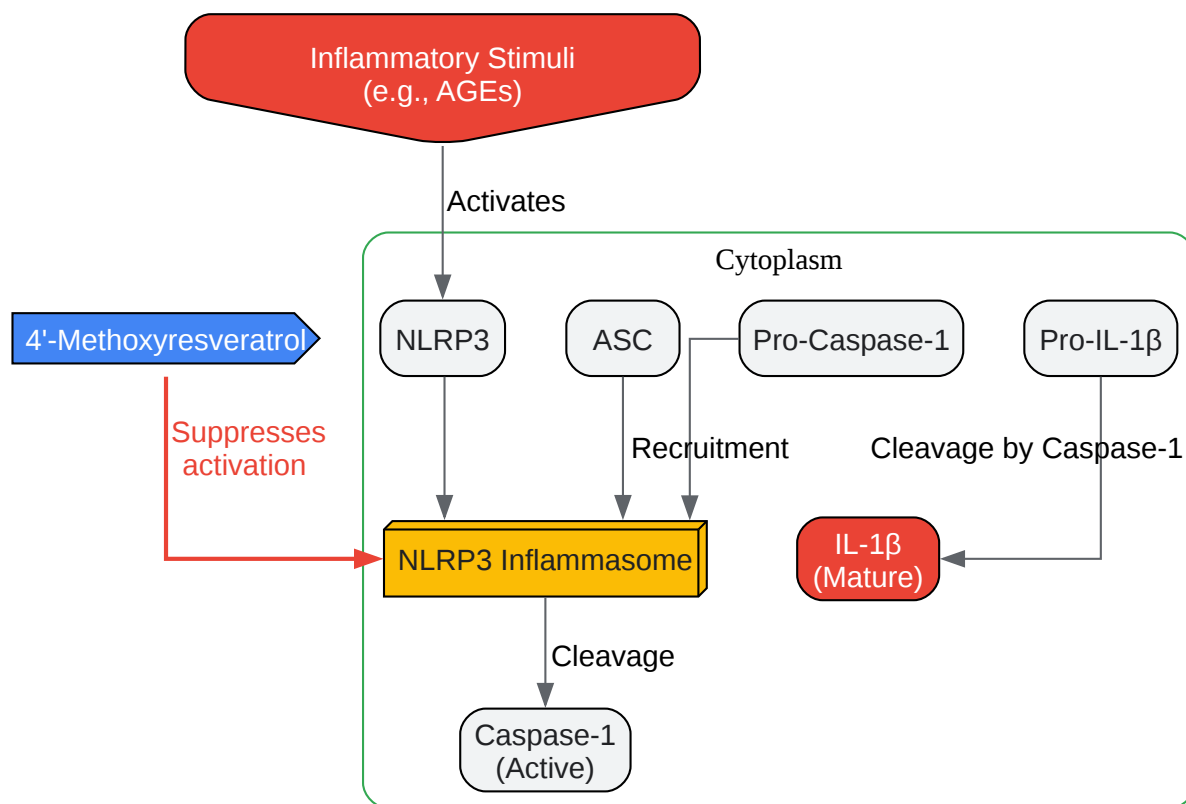 Inflammatory Stimuli
(e.g., AGEs)
Activates
Cytoplasm
4'-Methoxyresveratrol
NLRP3
ASC
Pro-Caspase-1
Pro-IL-1β
Suppresses
activation
Recruitment
Cleavage by Caspase-1
NLRP3 Inflammasome
IL-1β
(Mature)
Cleavage
Caspase-1
(Active)